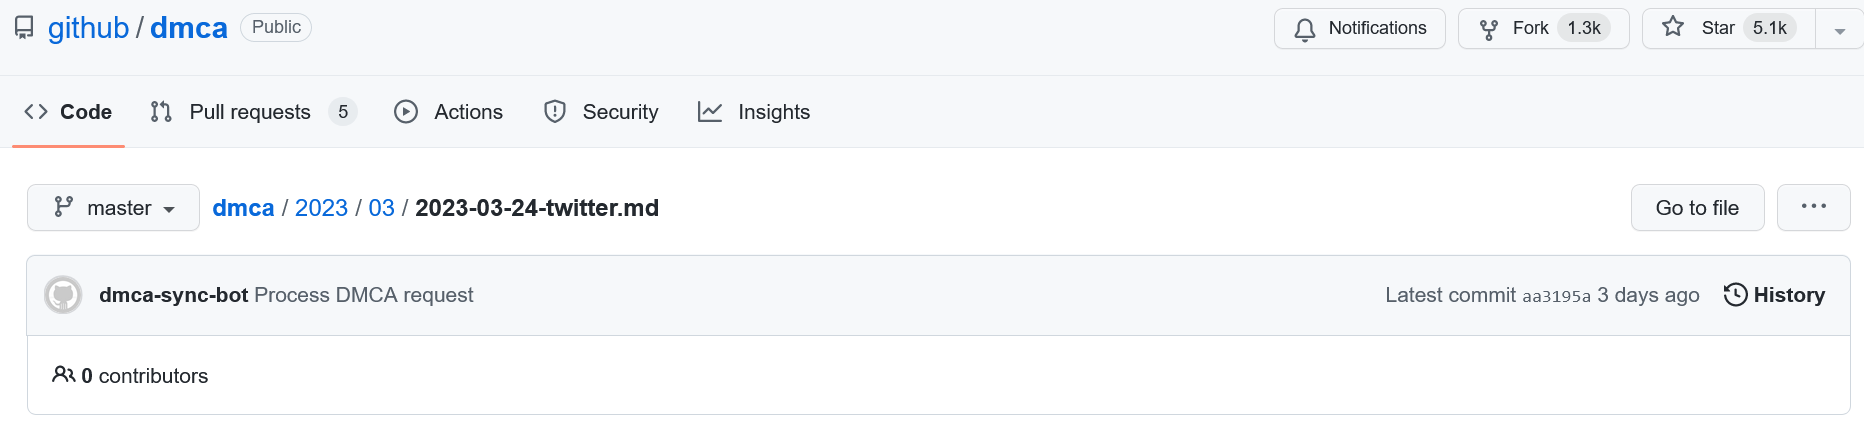 github / dmca Public Notifications Fork 1.3k Star 5.1k
Code Pull requests 5 Actions Security Insights
master dmca / 2023 / 03 / 2023-03-24-twitter.md Go to file ...
dmca-sync-bot Process DMCA request Latest commit aa3195a 3 days ago History
0 contributors